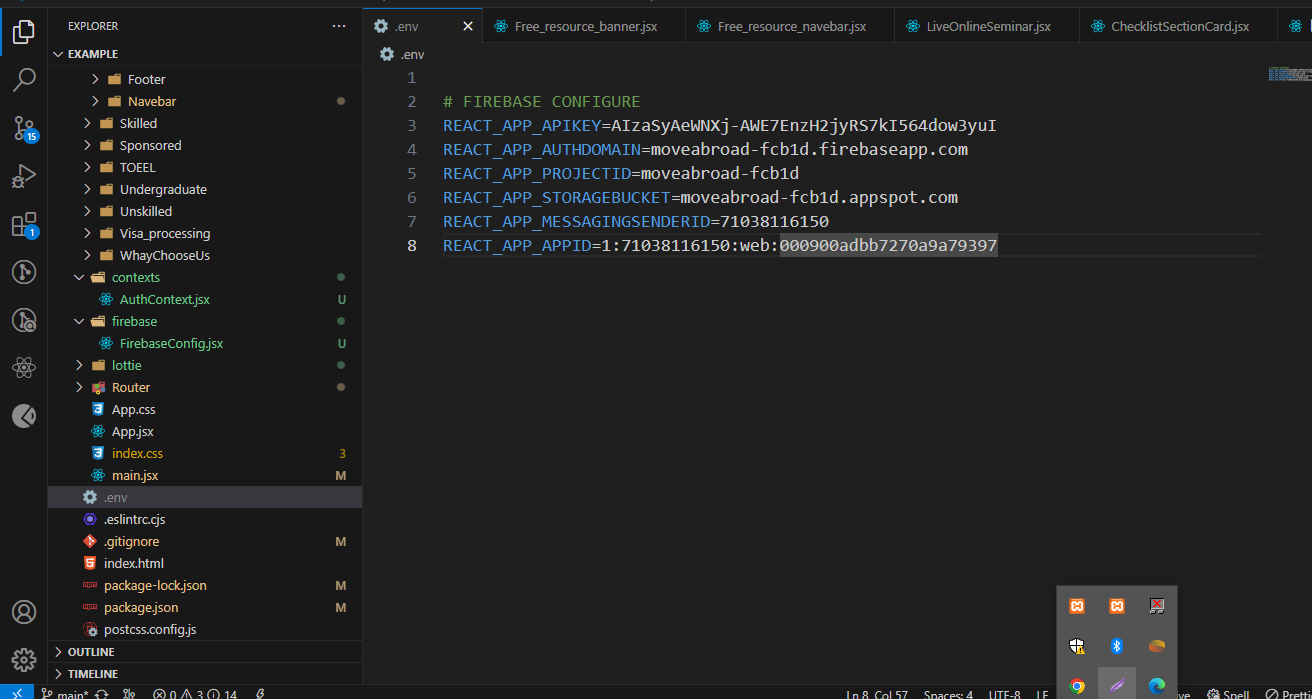 EXPLORER
.env
Free_resource_banner.jsx
Free_resource_navebar.jsx
LiveOnlineSeminar.jsx
ChecklistSectionCard.jsx
EXAMPLE
.env
Footer
Navebar
Skilled
Sponsored
TOEEL
Undergraduate
Unskilled
Visa_processing
WhayChooseUs
contexts
AuthContext.jsx U
firebase
FirebaseConfig.jsx U
lottie
Router
App.css
App.jsx
index.css 3
main.jsx M
.env
.eslintrc.cjs
.gitignore M
index.html
package-lock.json M
package.json M
postcss.config.js
OUTLINE
TIMELINE
15
1
1
2 # FIREBASE CONFIGURE
3 REACT_APP_APIKEY=AIzaSyAeWNXj-AWE7EnzH2jyRS7kI564dow3yuI
4 REACT_APP_AUTHDOMAIN=moveabroad-fcb1d.firebaseapp.com
5 REACT_APP_PROJECTID=moveabroad-fcb1d
6 REACT_APP_STORAGEBUCKET=moveabroad-fcb1d.appspot.com
7 REACT_APP_MESSAGINGSENDERID=71038116150
8 REACT_APP_APPID=1:71038116150:web:000900adbb7270a9a79397
main* 0 3 14
Ln 8, Col 57 Spaces: 4 UTF-8 LF Spell